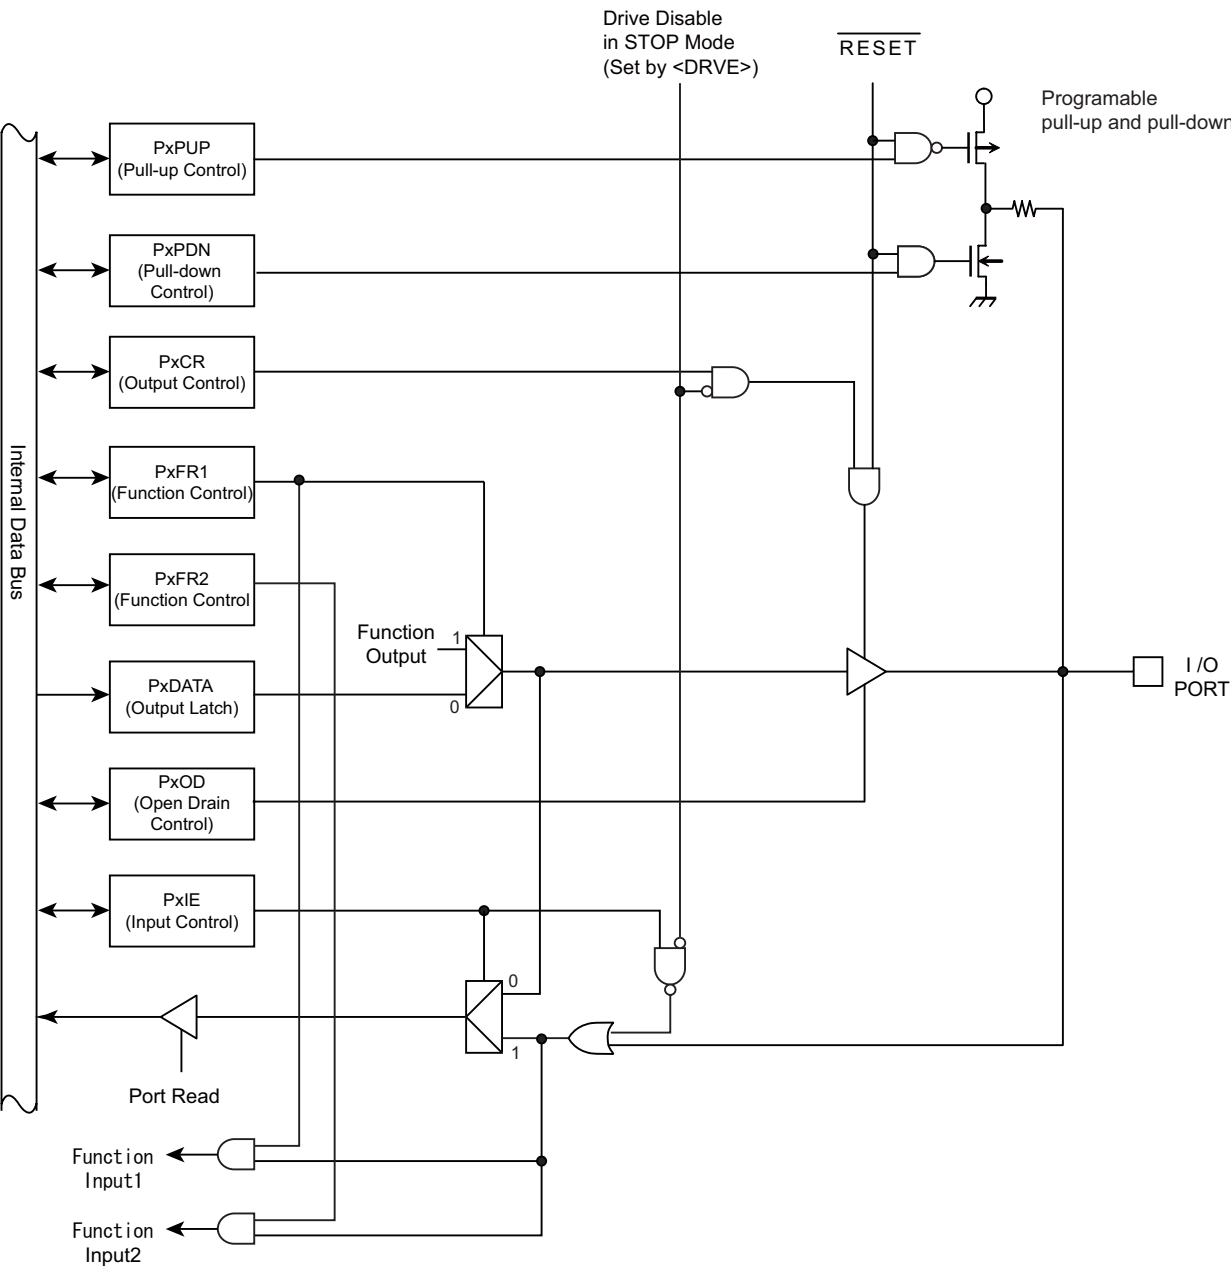 Drive Disable
in STOP Mode
(Set by <DRVE>)
RESET
Programable
pull-up and pull-down
PxPUP
(Pull-up Control)
PxPDN
(Pull-down
Control)
PxCR
(Output Control)
Internal Data Bus
PxFR1
(Function Control)
PxFR2
(Function Control
Function
Output
1
0
PxDATA
(Output Latch)
I /O
PORT
PxOD
(Open Drain
Control)
PxIE
(Input Control)
0
1
Port Read
Function
Input1
Function
Input2